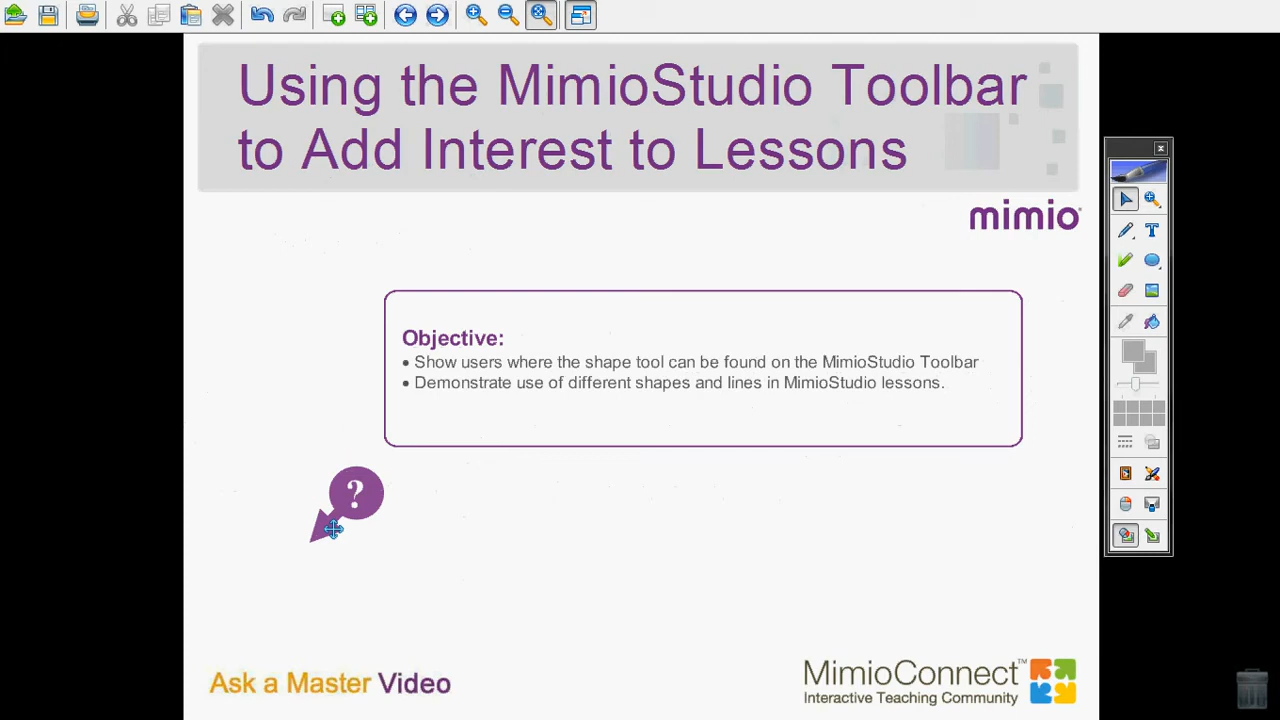 Using the MimioStudio Toolbar
to Add Interest to Lessons
mimio
Objective:
• Show users where the shape tool can be found on the MimioStudio Toolbar
• Demonstrate use of different shapes and lines in MimioStudio lessons.
?
Ask a Master Video
MimioConnect™
Interactive Teaching Community